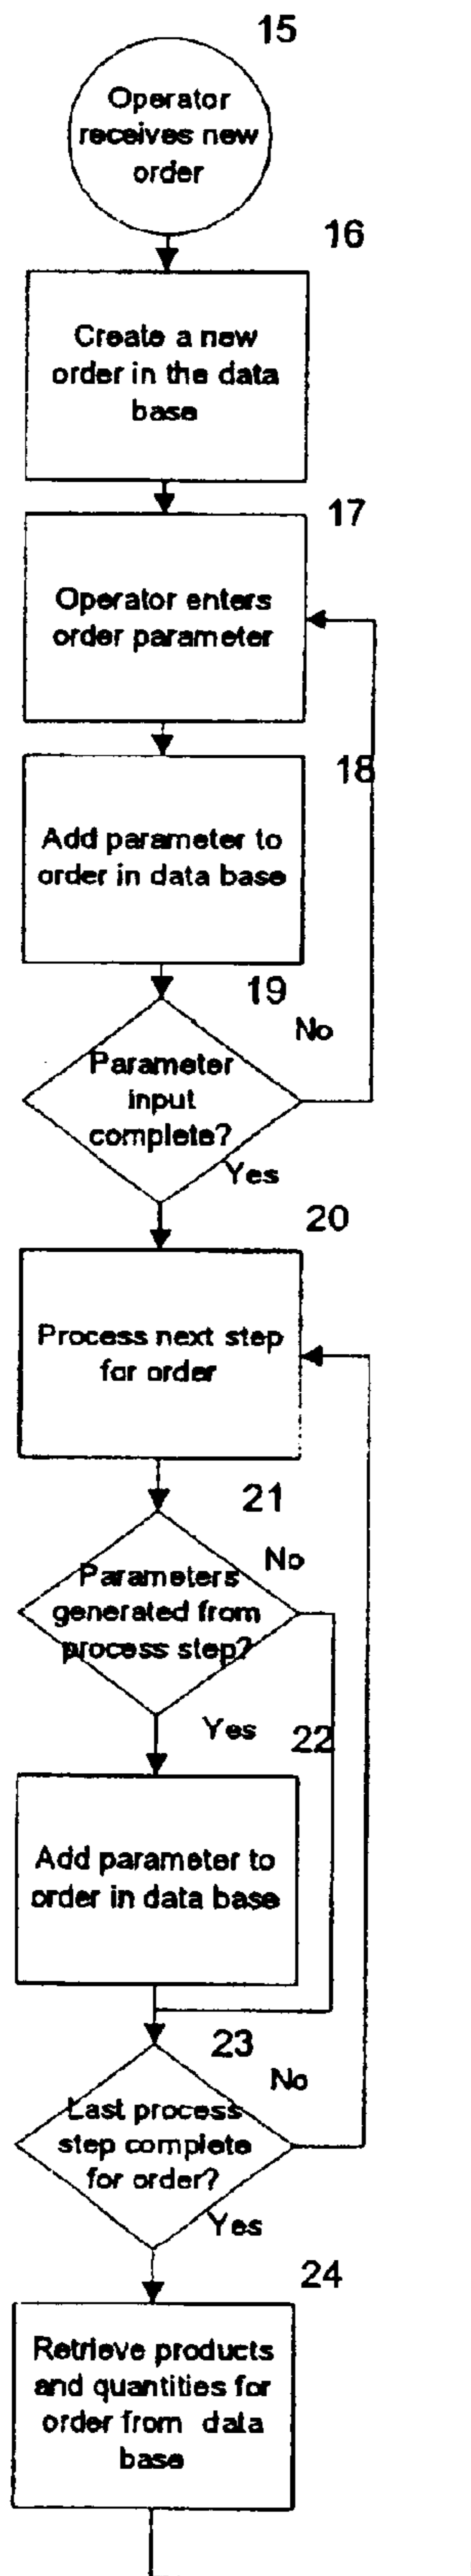 15
Operator
receives new
order
16
Create a new
order in the data
base
17
Operator enters
order parameter
18
Add parameter to
order in data base
19
No
Parameter
input
complete?
Yes
20
Process next step
for order
21
No
Parameters
generated from
process step?
Yes
22
Add parameter to
order in data base
23
No
Last process
step complete
for order?
Yes
24
Retrieve products
and quantities for
order from data
base